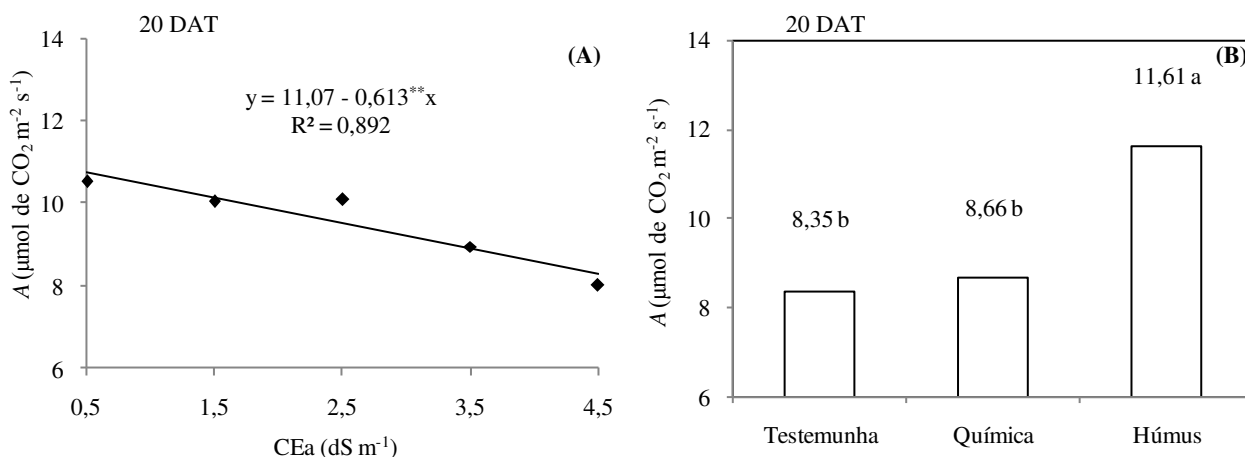 20 DAT
(A)
14
12
10
8
6
A (µmol de CO₂ m⁻² s⁻¹)
y = 11,07 - 0,613**x
R² = 0,892
0,5 1,5 2,5 3,5 4,5
CEa (dS m⁻¹)
20 DAT
(B)
14
12
10
8
6
A (µmol de CO₂ m⁻² s⁻¹)
8,35 b
8,66 b
11,61 a
Testemunha Química Húmus